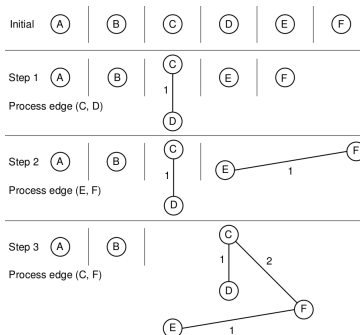 Initial A B C D E F
Step 1 A B C E F
1
D
Process edge (C, D)
Step 2 A B C F
1 E 1
D
Process edge (E, F)
Step 3 A B C
1 2
Process edge (C, F)
D
F
E 1